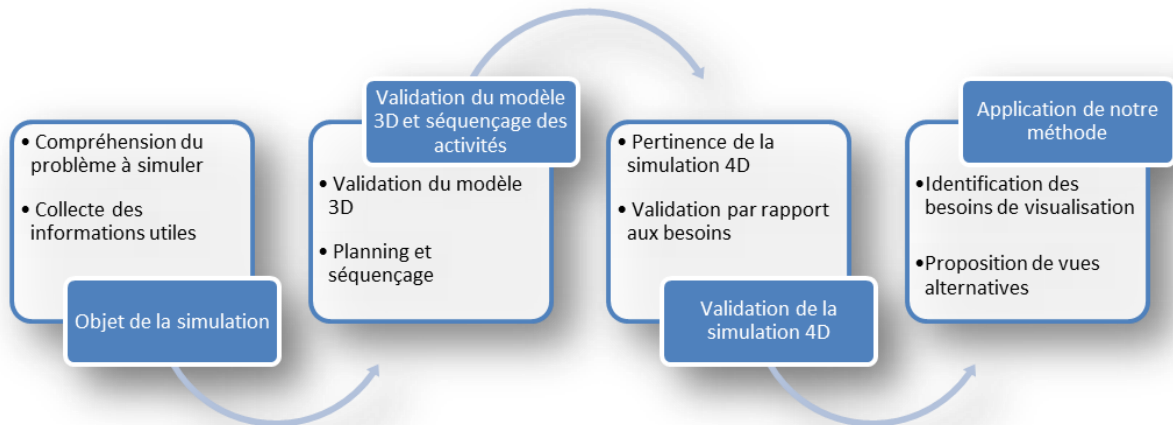 • Compréhension du
problème à simuler
• Collecte des
informations utiles
Objet de la simulation
Validation du modèle
3D et séquençage des
activités
• Validation du modèle
3D
• Planning et
séquençage
• Pertinence de la
simulation 4D
• Validation par rapport
aux besoins
Validation de la
simulation 4D
Application de notre
méthode
•Identification des
besoins de visualisation
•Proposition de vues
alternatives